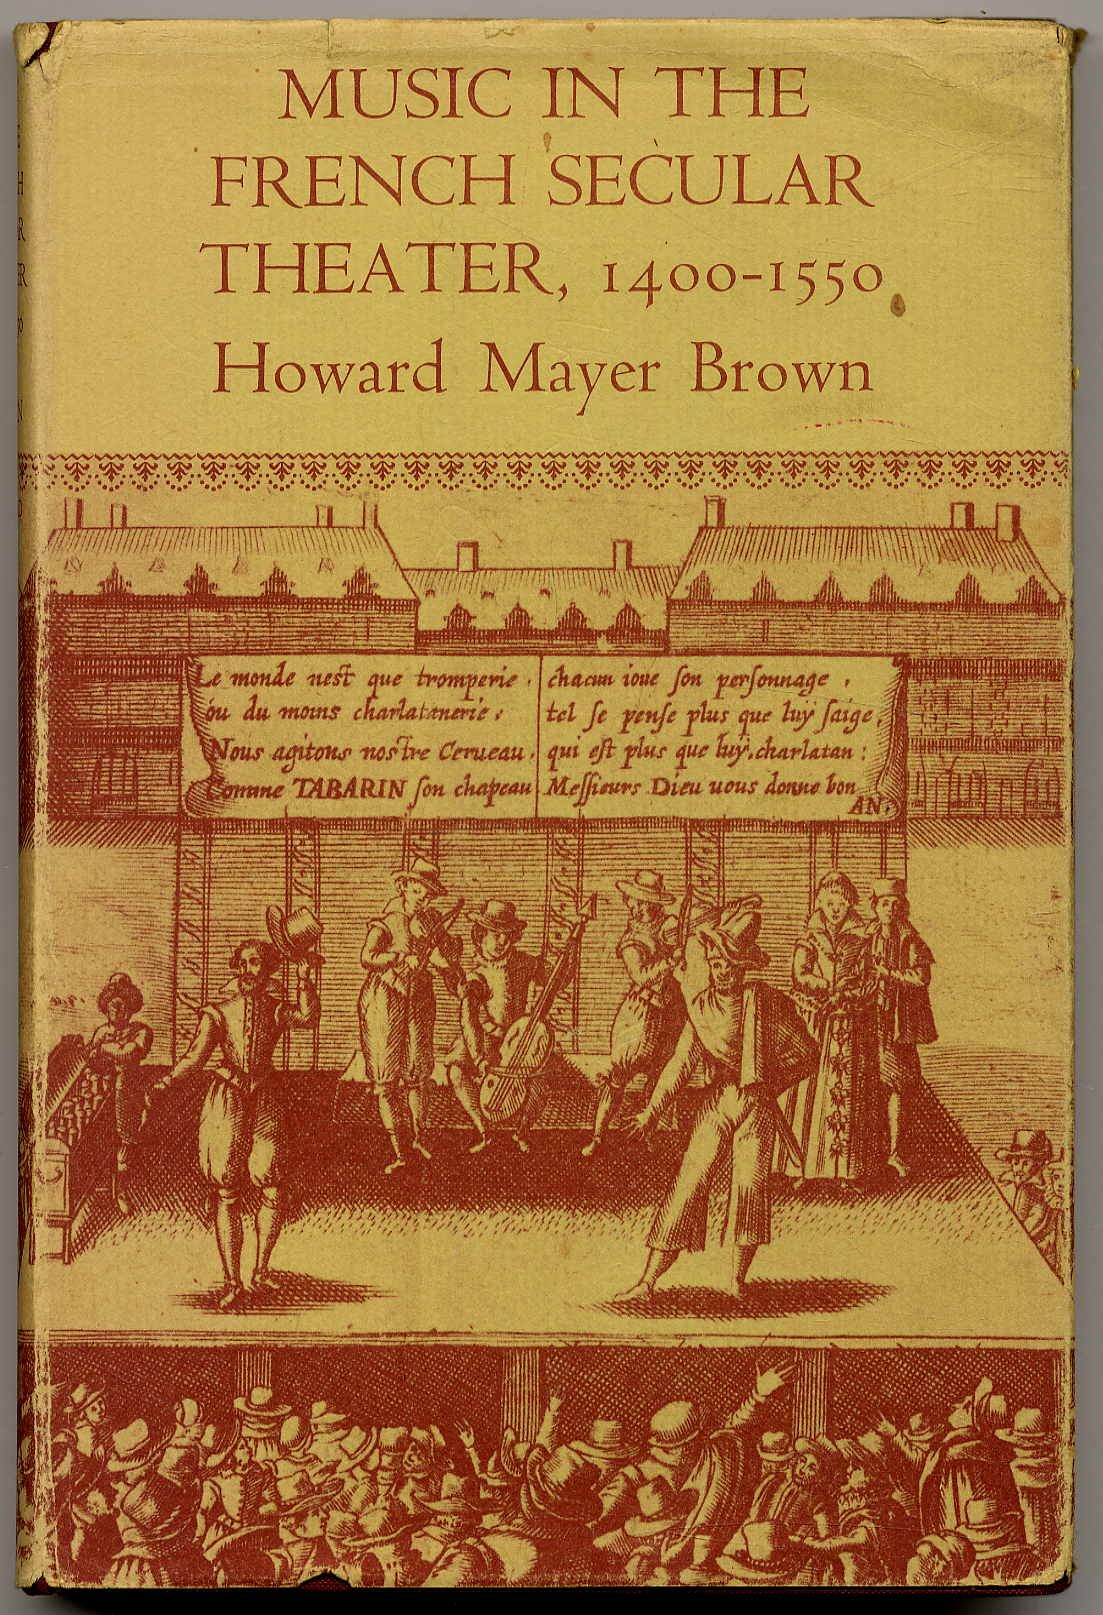 MUSIC IN THE
FRENCH SECULAR
THEATER, 1400-1550
Howard Mayer Brown
Le monde nest que tromperie,
ou du moins charlatanerie,
Nous agitons nostre Cerueau,
Comme TABARIN son chapeau
chacun ioue son personnage,
tel se pense plus que luÿ saige,
qui est plus que luÿ, charlatan:
Messieurs Dieu uous donne bon
AN.